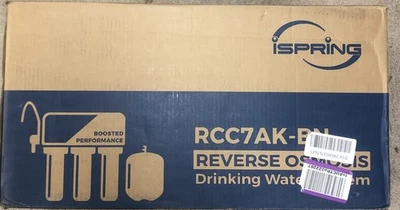 iSPRING
BOOSTED
PERFORMANCE
RCC7AK-BN
REVERSE OSMOSIS
Drinking Water System